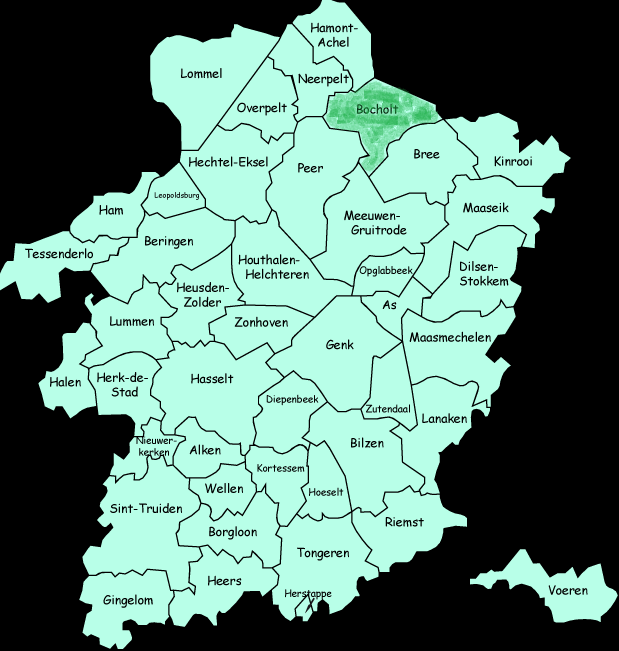 Hamont-
Achel
Lommel
Neerpelt
Overpelt
Bocholt
Hechtel-Eksel
Peer
Bree
Kinrooi
Leopoldsburg
Ham
Meeuwen-
Gruitrode
Maaseik
Beringen
Tessenderlo
Houthalen-
Helchteren
Opglabbeek
Dilsen-
Stokkem
Heusden-
Zolder
As
Lummen
Zonhoven
Genk
Maasmechelen
Halen
Herk-de-
Stad
Hasselt
Diepenbeek
Zutendaal
Lanaken
Nieuwer-
kerken
Alken
Bilzen
Kortessem
Wellen
Hoeselt
Sint-Truiden
Riemst
Borgloon
Tongeren
Heers
Herstappe
Gingelom
Voeren